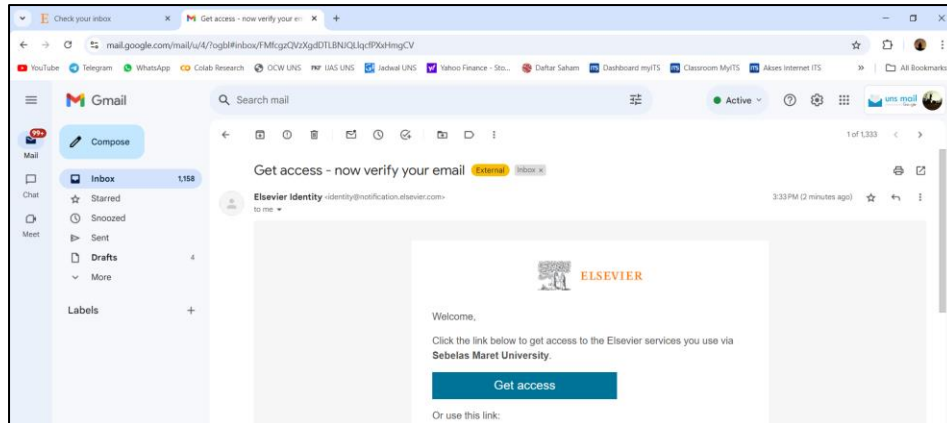 Check your inbox
Get access - now verify your em
mail.google.com/mail/u/4/?ogbl#inbox/FMfcgzQVzXgdDTLBNJQLlqcfPXxHmgCV
YouTube
Telegram
WhatsApp
Colab Research
OCW UNS
UAS UNS
Jadwal UNS
Yahoo Finance - Sto...
Daftar Saham
Dashboard myITS
Classroom MyITS
Akses Internet ITS
All Bookmarks
Gmail
Search mail
Active
uns mail
99+
Mail
Chat
Meet
Compose
Inbox 1,158
Starred
Snoozed
Sent
Drafts 4
More
Labels
1 of 1,333
Get access - now verify your email External Inbox x
Elsevier Identity <identity@notification.elsevier.com>
to me
3:33 PM (2 minutes ago)
ELSEVIER
Welcome,
Click the link below to get access to the Elsevier services you use via
Sebelas Maret University.
Get access
Or use this link: